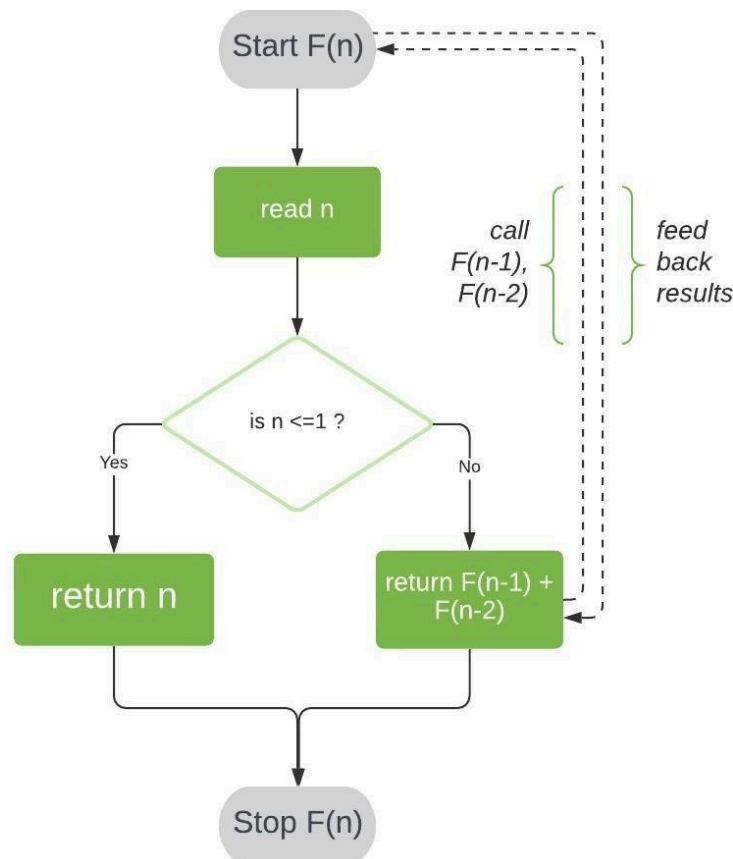 Start F(n)
read n
call
F(n-1),
F(n-2)
feed
back
results
is n <=1 ?
Yes
No
return n
return F(n-1) +
F(n-2)
Stop F(n)